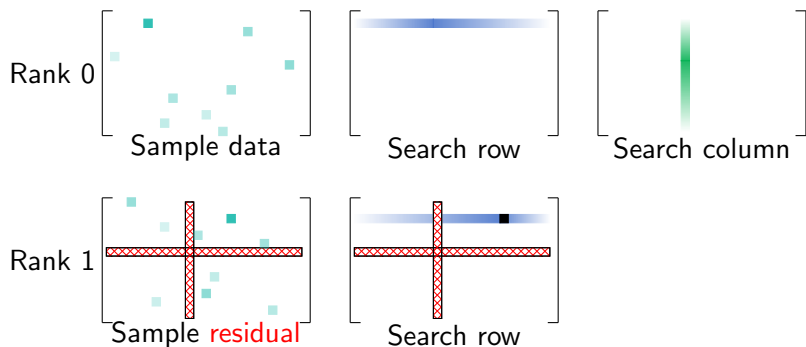 Rank 0
Sample data
Search row
Search column
Rank 1
Sample residual
Search row